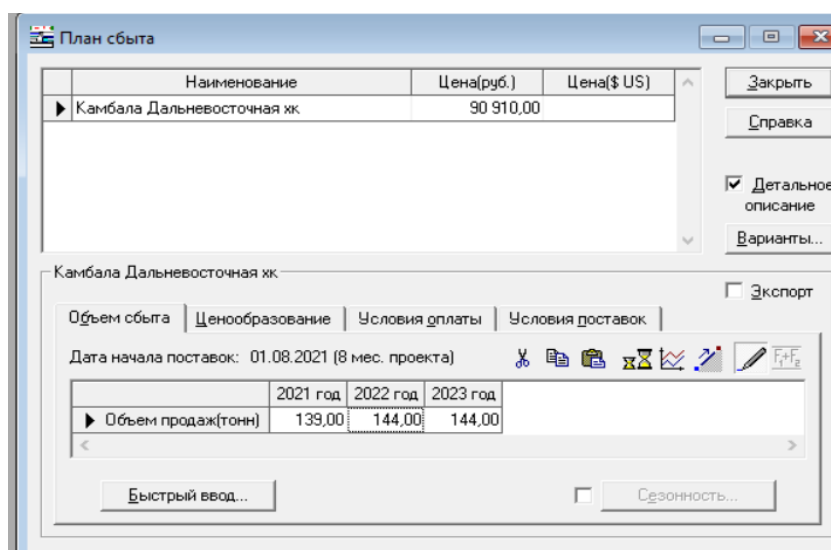 План сбыта
Наименование Цена(руб.) Цена($ US)
Камбала Дальневосточная хк 90 910,00
Закрыть
Справка
Детальное
описание
Варианты...
Экспорт
Камбала Дальневосточная хк
Объем сбыта Ценообразование Условия оплаты Условия поставок
Дата начала поставок: 01.08.2021 (8 мес. проекта)
F₁+F₂
2021 год 2022 год 2023 год
Объем продаж(тонн) 139,00 144,00 144,00
Быстрый ввод... Сезонность...